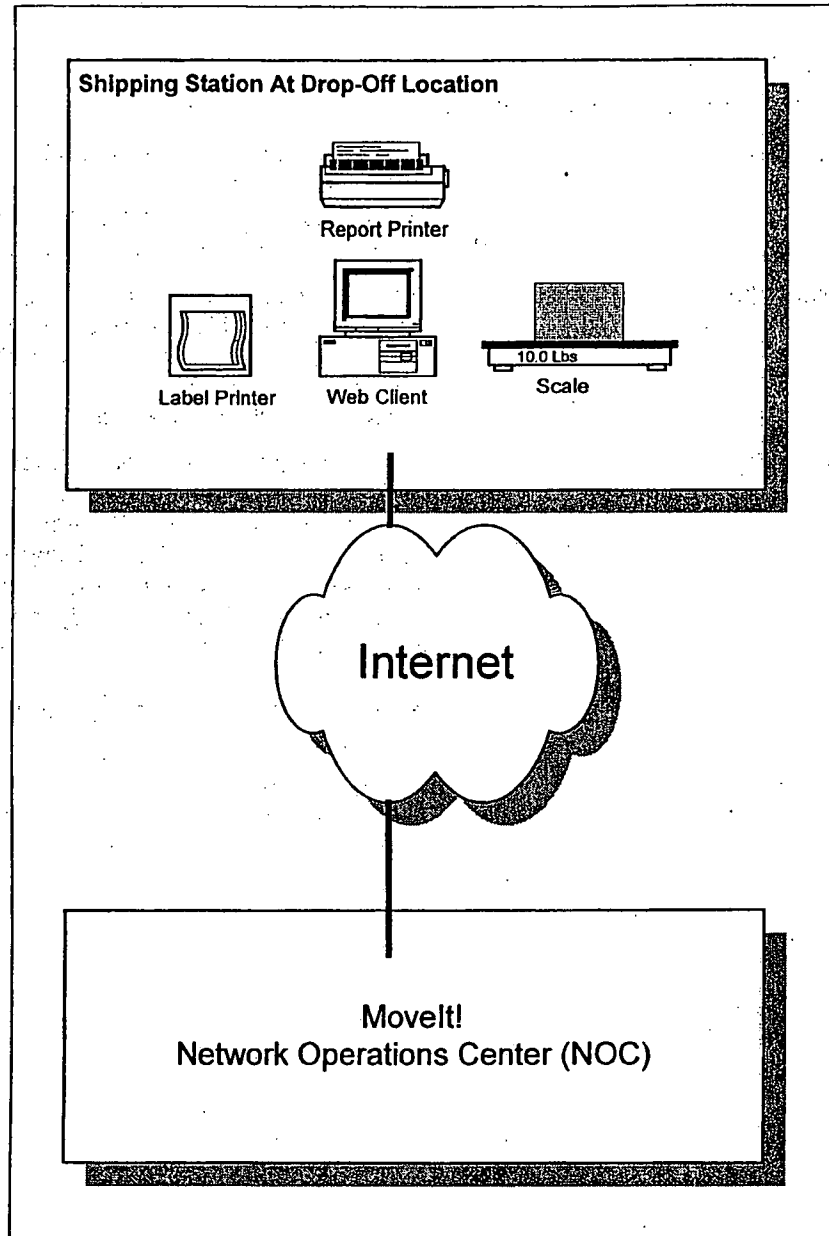 Shipping Station At Drop-Off Location
Report Printer
10.0 Lbs
Label Printer
Web Client
Scale
Internet
MoveIt!
Network Operations Center (NOC)